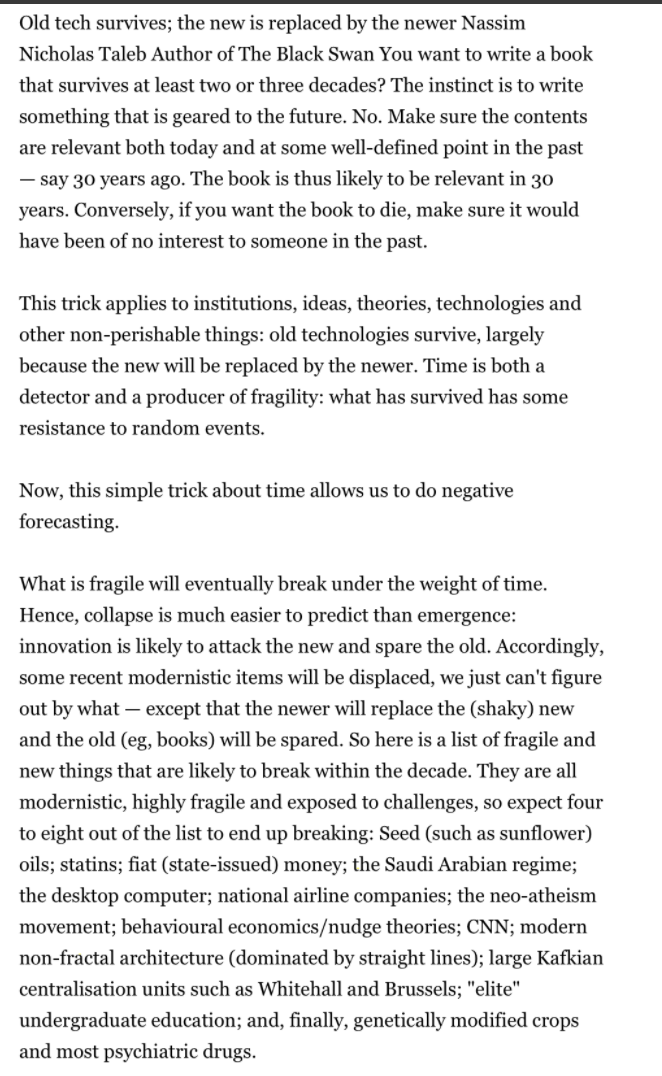 Old tech survives; the new is replaced by the newer Nassim
Nicholas Taleb Author of The Black Swan You want to write a book
that survives at least two or three decades? The instinct is to write
something that is geared to the future. No. Make sure the contents
are relevant both today and at some well-defined point in the past
— say 30 years ago. The book is thus likely to be relevant in 30
years. Conversely, if you want the book to die, make sure it would
have been of no interest to someone in the past.
This trick applies to institutions, ideas, theories, technologies and
other non-perishable things: old technologies survive, largely
because the new will be replaced by the newer. Time is both a
detector and a producer of fragility: what has survived has some
resistance to random events.
Now, this simple trick about time allows us to do negative
forecasting.
What is fragile will eventually break under the weight of time.
Hence, collapse is much easier to predict than emergence:
innovation is likely to attack the new and spare the old. Accordingly,
some recent modernistic items will be displaced, we just can't figure
out by what — except that the newer will replace the (shaky) new
and the old (eg, books) will be spared. So here is a list of fragile and
new things that are likely to break within the decade. They are all
modernistic, highly fragile and exposed to challenges, so expect four
to eight out of the list to end up breaking: Seed (such as sunflower)
oils; statins; fiat (state-issued) money; the Saudi Arabian regime;
the desktop computer; national airline companies; the neo-atheism
movement; behavioural economics/nudge theories; CNN; modern
non-fractal architecture (dominated by straight lines); large Kafkian
centralisation units such as Whitehall and Brussels; "elite"
undergraduate education; and, finally, genetically modified crops
and most psychiatric drugs.